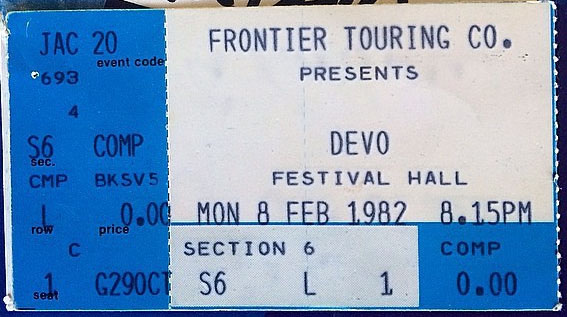 JAC 20
event code
693
4
S6 COMP
sec.
CMP BKSV5
L 0.00
row price
C
1 G29OCT
seat
FRONTIER TOURING CO.
PRESENTS
DEVO
FESTIVAL HALL
MON 8 FEB 1982 8.15PM
SECTION 6 COMP
S6 L 1 0.00